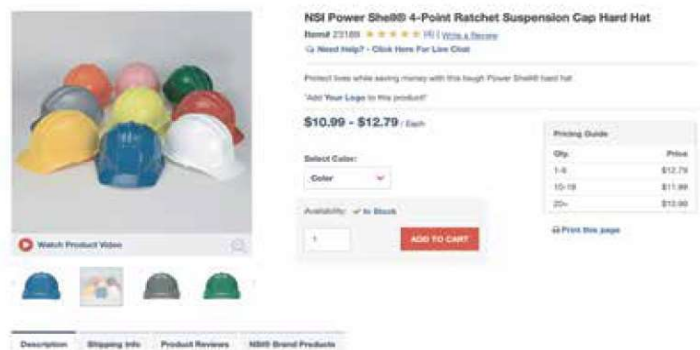 NSI Power Shell® 4-Point Ratchet Suspension Cap Hard Hat
Item# 23189 (4) | Write a Review
Need Help? - Click Here For Live Chat
Protect lives while saving money with this tough Power Shell® hard hat
"Add Your Logo to this product!"
$10.99 - $12.79 / Each
Select Color:
Color
Availability: In Stock
1
ADD TO CART
Pricing Guide
Qty. Price
1-9 $12.79
10-19 $11.99
20+ $10.99
Print this page
Watch Product Video
Description Shipping Info Product Reviews NSI® Brand Products